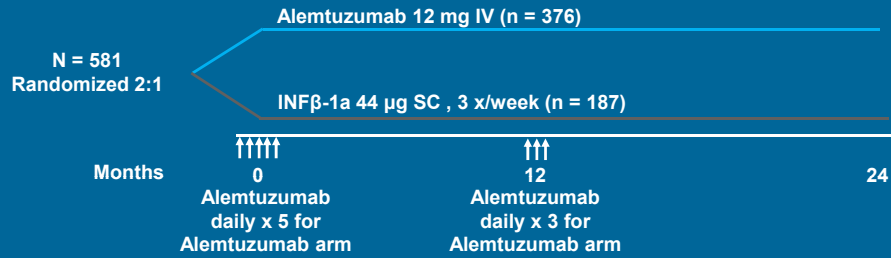 Alemtuzumab 12 mg IV (n = 376)
N = 581
Randomized 2:1
INFβ-1a 44 µg SC , 3 x/week (n = 187)
Months
0
12
24
Alemtuzumab
daily x 5 for
Alemtuzumab arm
Alemtuzumab
daily x 3 for
Alemtuzumab arm